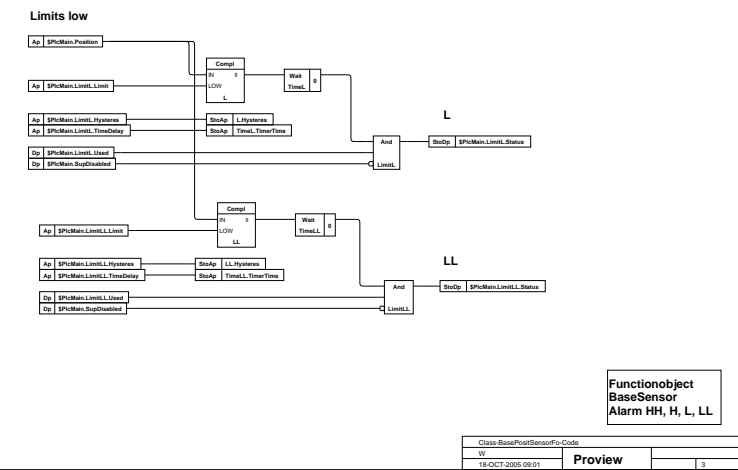 Limits low
Ap $PlcMain.Position
Compl
IN ll
LOW
L
Wait
TimeL
0
Ap $PlcMain.LimitL.Limit
L
Ap $PlcMain.LimitL.Hysteres
StoAp L.Hysteres
Ap $PlcMain.LimitL.TimeDelay
StoAp TimeL.TimerTime
And
LimitL
StoDp $PlcMain.LimitL.Status
Dp $PlcMain.LimitL.Used
Dp $PlcMain.SupDisabled
Compl
IN ll
LOW
LL
Wait
TimeLL
0
Ap $PlcMain.LimitLL.Limit
LL
Ap $PlcMain.LimitLL.Hysteres
StoAp LL.Hysteres
Ap $PlcMain.LimitLL.TimeDelay
StoAp TimeLL.TimerTime
And
LimitLL
StoDp $PlcMain.LimitLL.Status
Dp $PlcMain.LimitLL.Used
Dp $PlcMain.SupDisabled
Functionobject
BaseSensor
Alarm HH, H, L, LL
Class-BasePositSensorFo-Code
W
18-OCT-2005 09:01
Proview
3